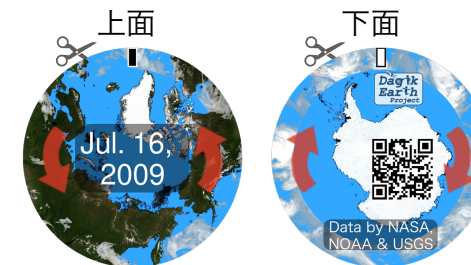 上面
下面
Dagik
Earth
Project
Jul. 16,
2009
Data by NASA,
NOAA & USGS